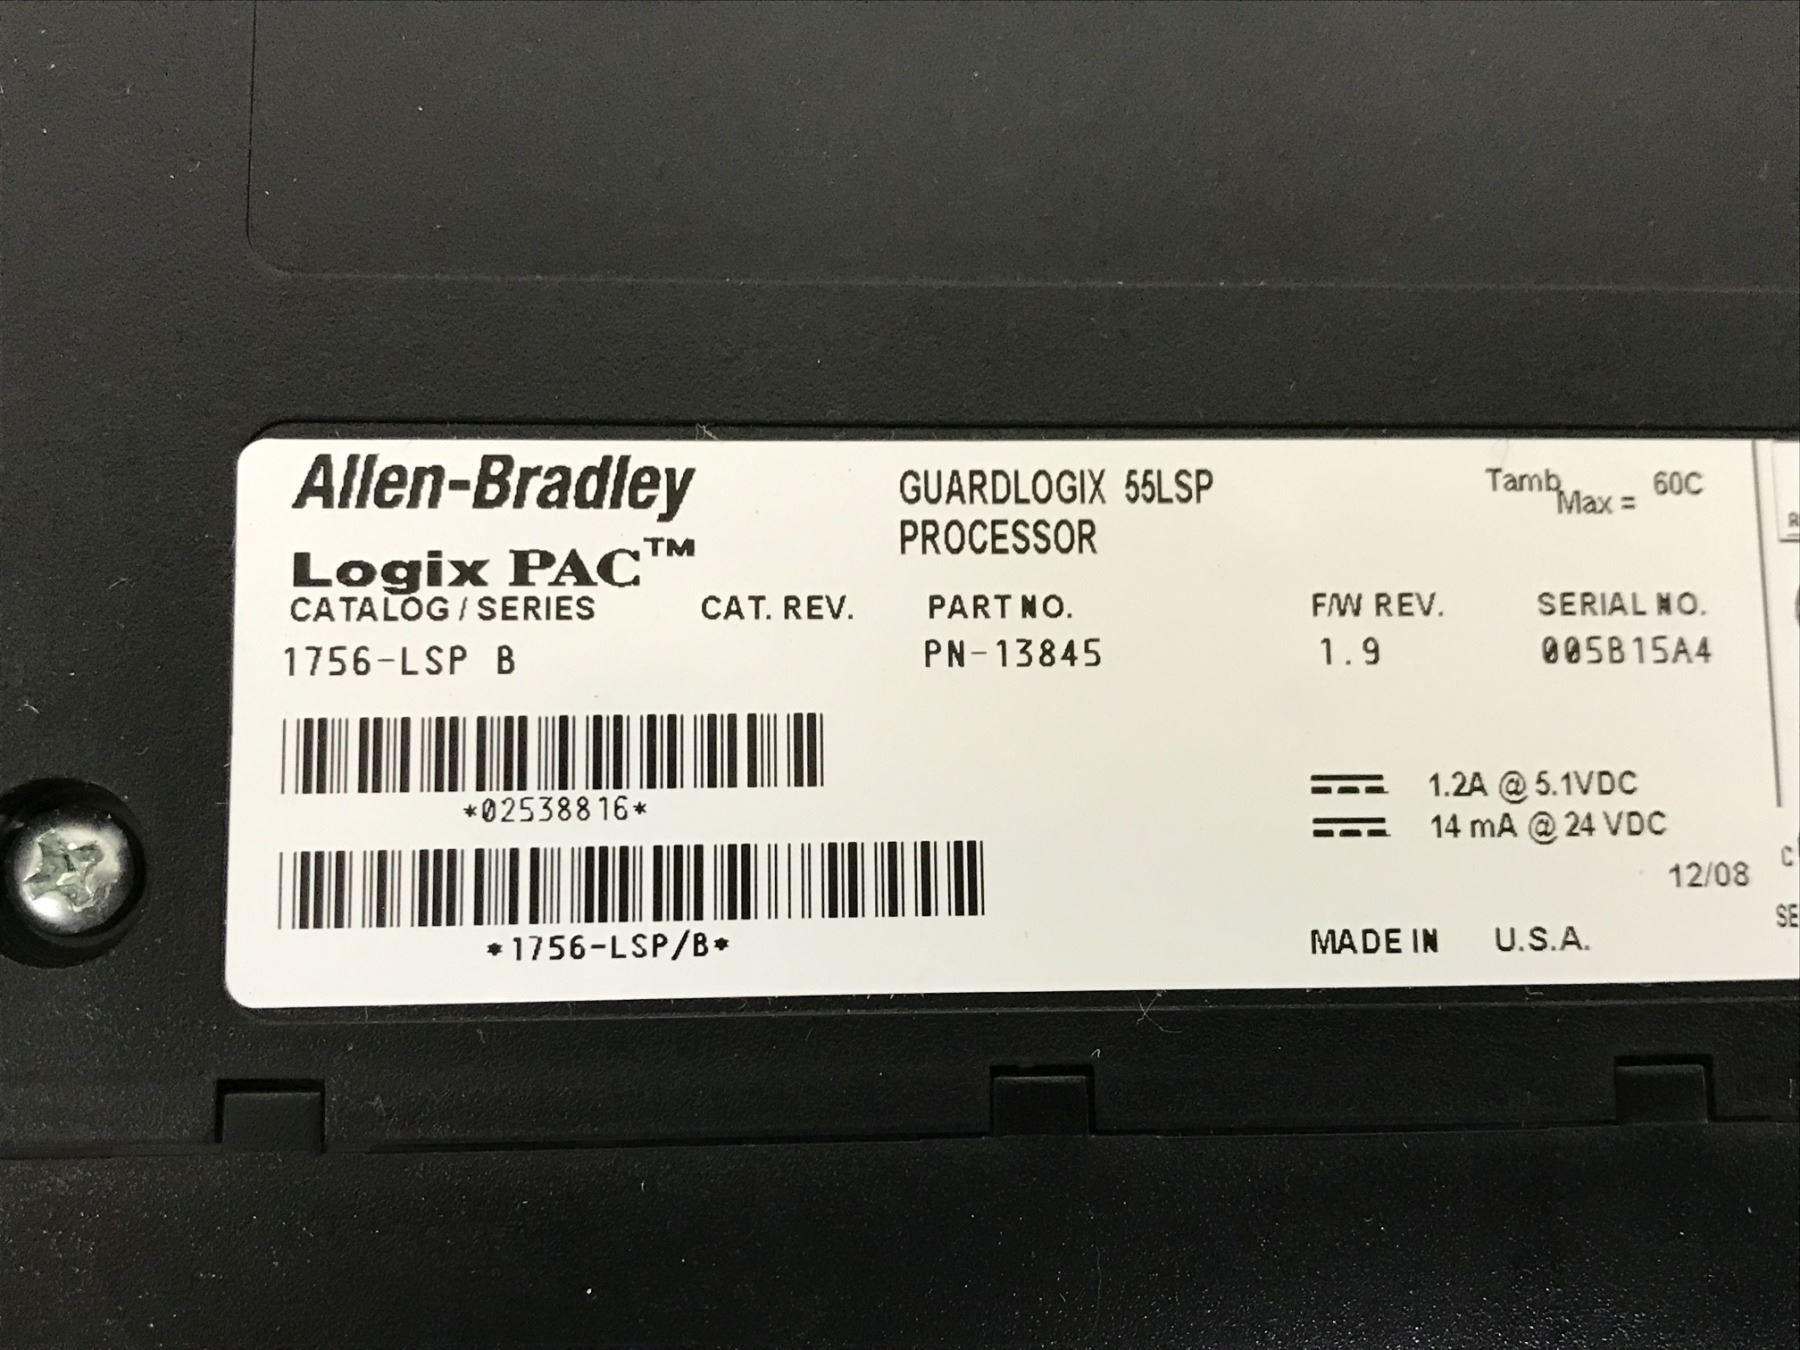 Allen-Bradley
Logix PAC™
GUARDLOGIX 55LSP
PROCESSOR
Tamb Max = 60C
CATALOG / SERIES CAT. REV. PART NO. F/W REV. SERIAL NO.
1756-LSP B PN-13845 1.9 005B15A4
*02538816*
1.2A @ 5.1VDC
14 mA @ 24 VDC
12/08
*1756-LSP/B*
MADE IN U.S.A.